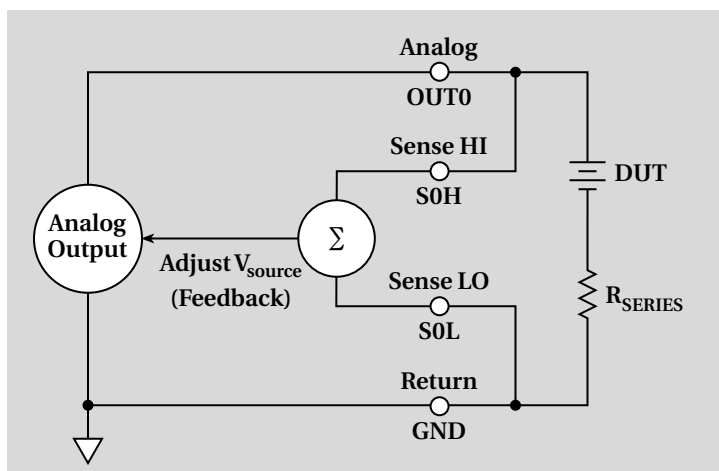 Analog
OUT0
Sense HI
S0H
DUT
Analog
Output
Σ
Adjust Vsource
(Feedback)
Sense LO
S0L
RSERIES
Return
GND